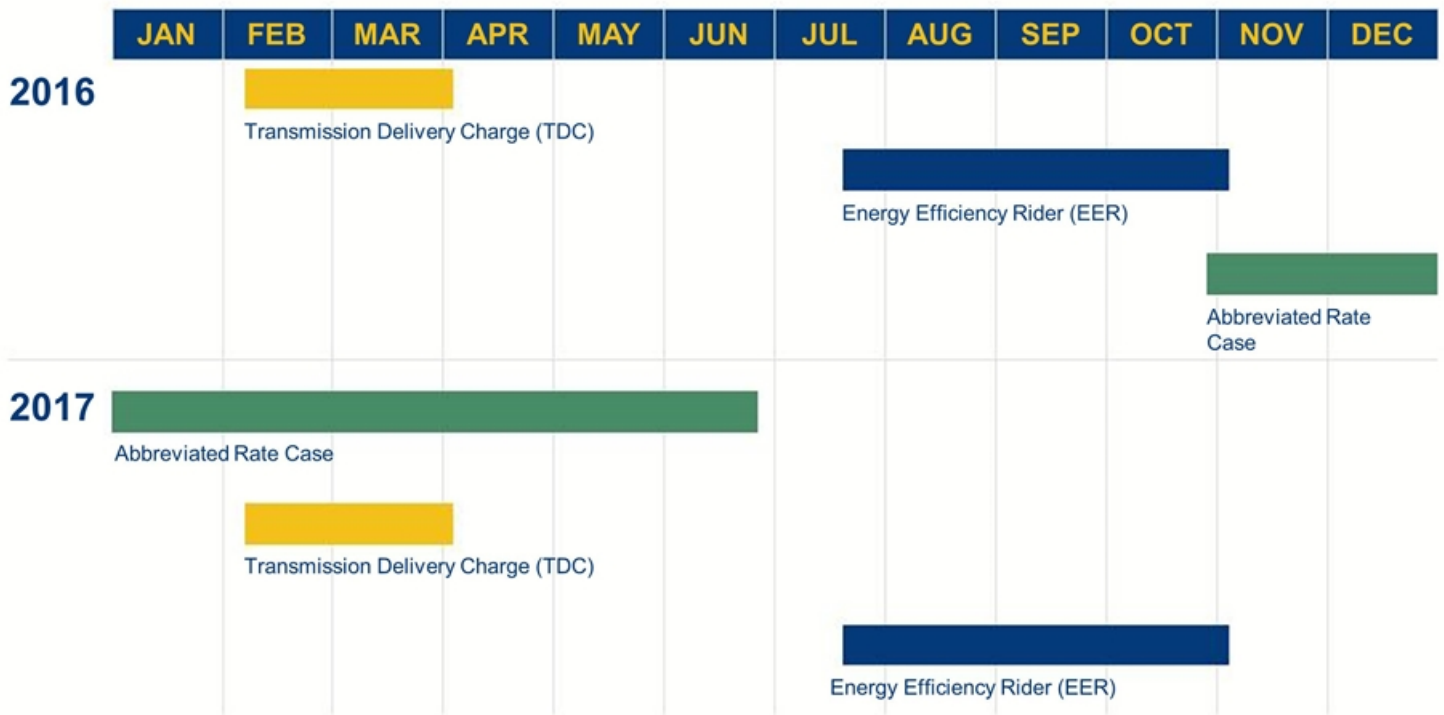 JAN FEB MAR APR MAY JUN JUL AUG SEP OCT NOV DEC
2016
Transmission Delivery Charge (TDC)
Energy Efficiency Rider (EER)
Abbreviated Rate
Case
2017
Abbreviated Rate Case
Transmission Delivery Charge (TDC)
Energy Efficiency Rider (EER)